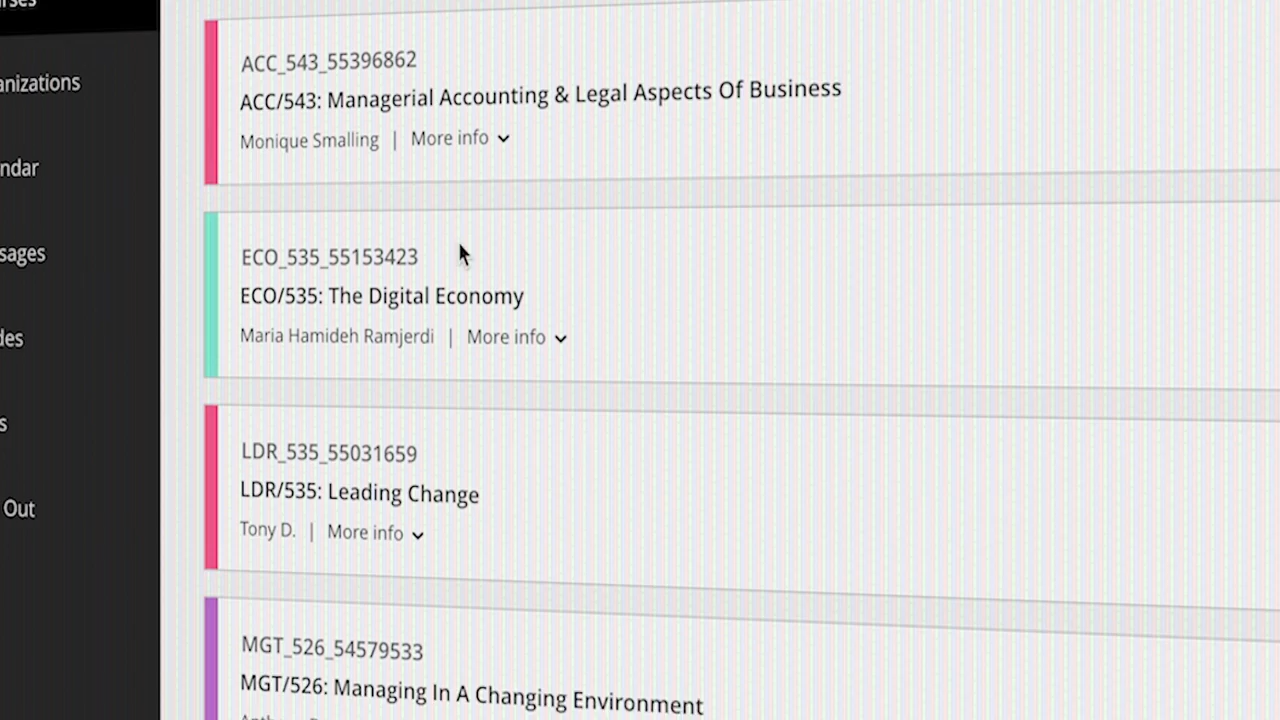 ACC_543_55396862
ACC/543: Managerial Accounting & Legal Aspects Of Business
Monique Smalling | More info
ECO_535_55153423
ECO/535: The Digital Economy
Maria Hamideh Ramjerdi | More info
LDR_535_55031659
LDR/535: Leading Change
Tony D. | More info
MGT_526_54579533
MGT/526: Managing In A Changing Environment
anizations
ndar
sages
des
s
Out